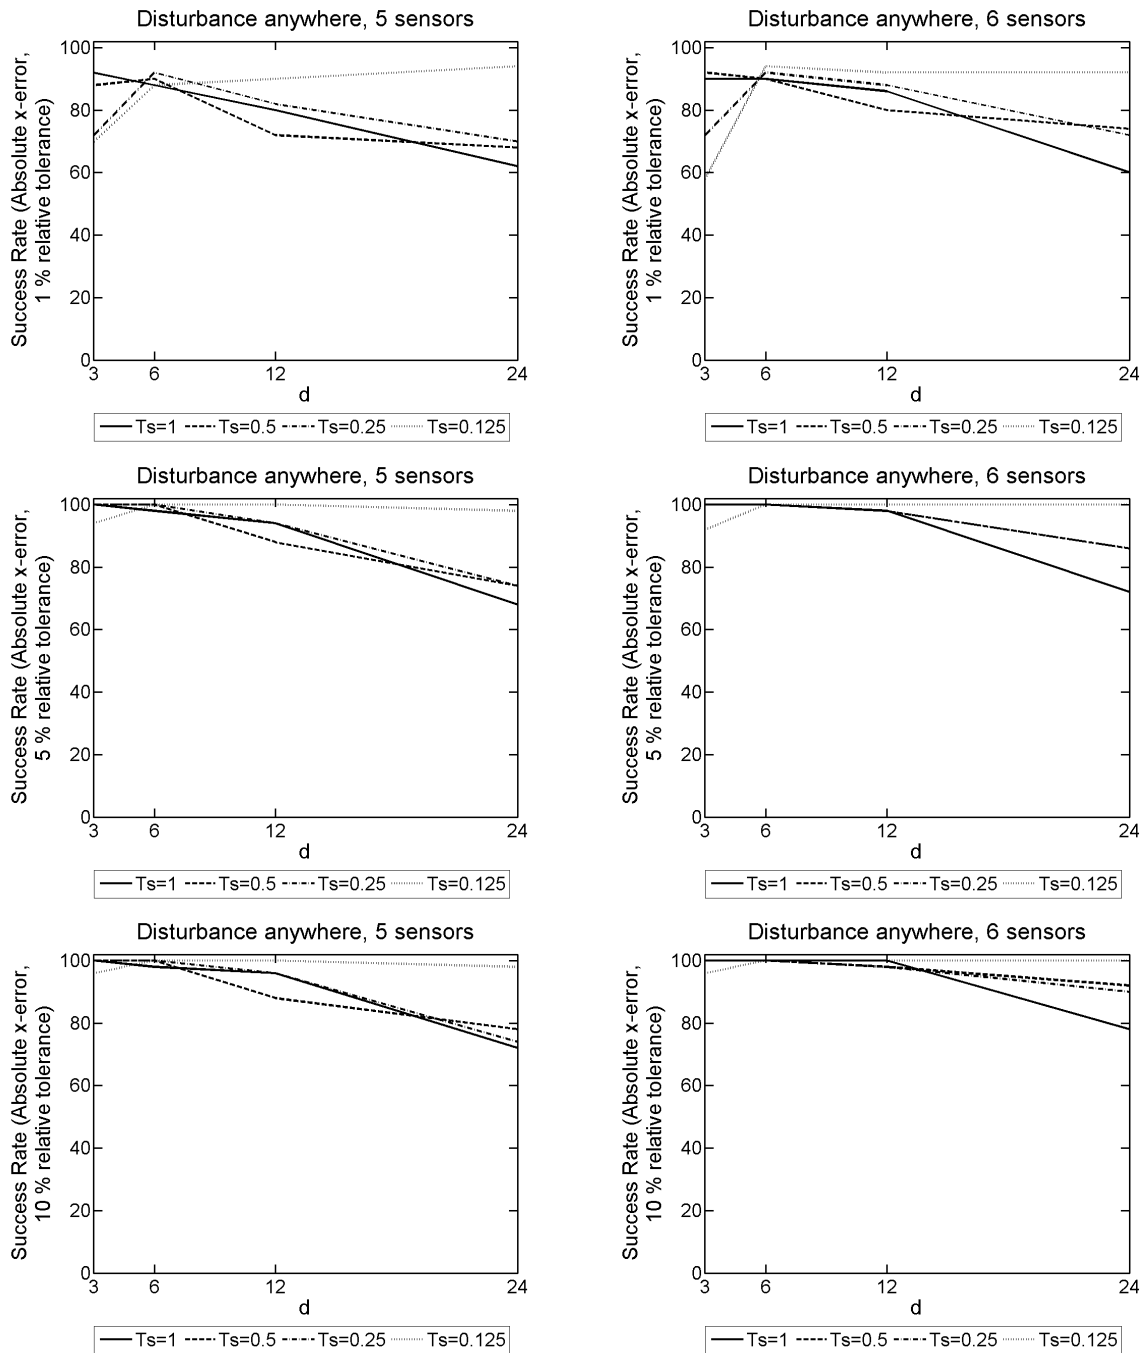 Disturbance anywhere, 5 sensors
Success Rate (Absolute x-error,
1 % relative tolerance)
100
80
60
40
20
0
3 6 12 24
d
Ts=1 Ts=0.5 Ts=0.25 Ts=0.125
Disturbance anywhere, 6 sensors
Success Rate (Absolute x-error,
1 % relative tolerance)
100
80
60
40
20
0
3 6 12 24
d
Ts=1 Ts=0.5 Ts=0.25 Ts=0.125
Disturbance anywhere, 5 sensors
Success Rate (Absolute x-error,
5 % relative tolerance)
100
80
60
40
20
0
3 6 12 24
d
Ts=1 Ts=0.5 Ts=0.25 Ts=0.125
Disturbance anywhere, 6 sensors
Success Rate (Absolute x-error,
5 % relative tolerance)
100
80
60
40
20
0
3 6 12 24
d
Ts=1 Ts=0.5 Ts=0.25 Ts=0.125
Disturbance anywhere, 5 sensors
Success Rate (Absolute x-error,
10 % relative tolerance)
100
80
60
40
20
0
3 6 12 24
d
Ts=1 Ts=0.5 Ts=0.25 Ts=0.125
Disturbance anywhere, 6 sensors
Success Rate (Absolute x-error,
10 % relative tolerance)
100
80
60
40
20
0
3 6 12 24
d
Ts=1 Ts=0.5 Ts=0.25 Ts=0.125